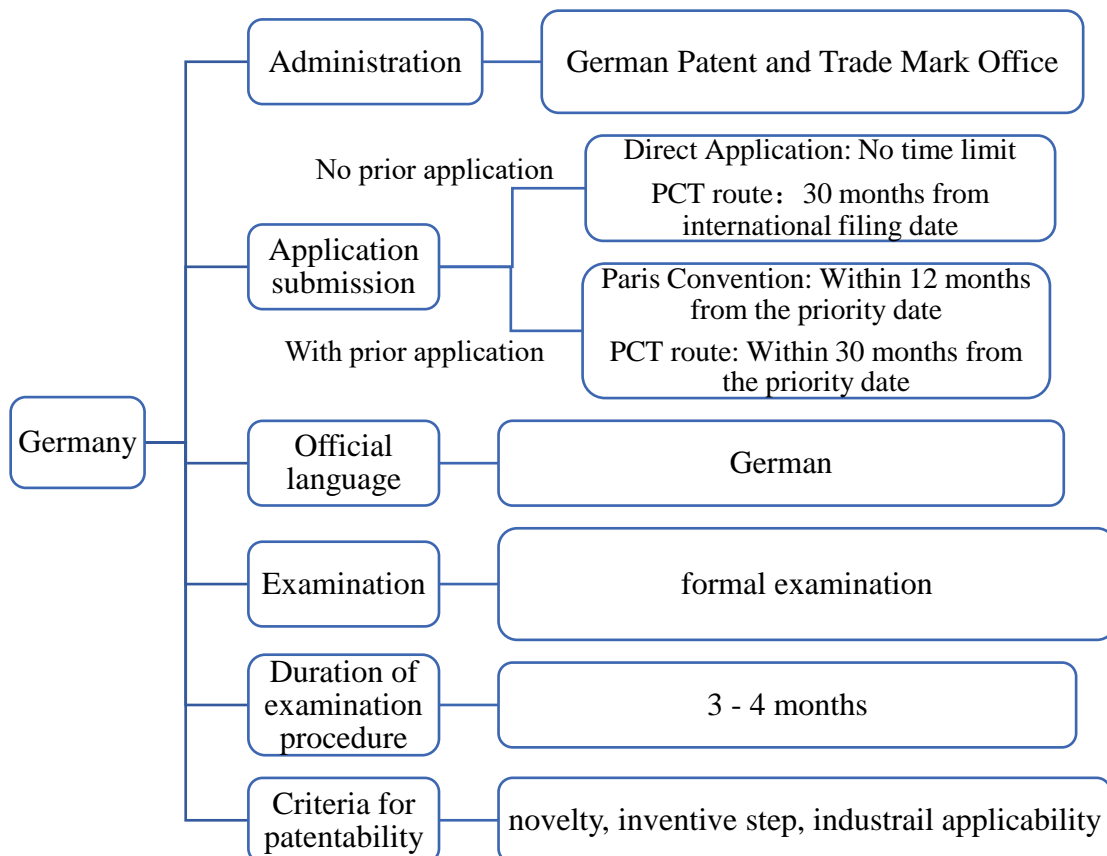 Administration
German Patent and Trade Mark Office
No prior application
Direct Application: No time limit
PCT route：30 months from
international filing date
Application
submission
With prior application
Paris Convention: Within 12 months
from the priority date
PCT route: Within 30 months from
the priority date
Germany
Official
language
German
Examination
formal examination
Duration of
examination
procedure
3 - 4 months
Criteria for
patentability
novelty, inventive step, industrail applicability